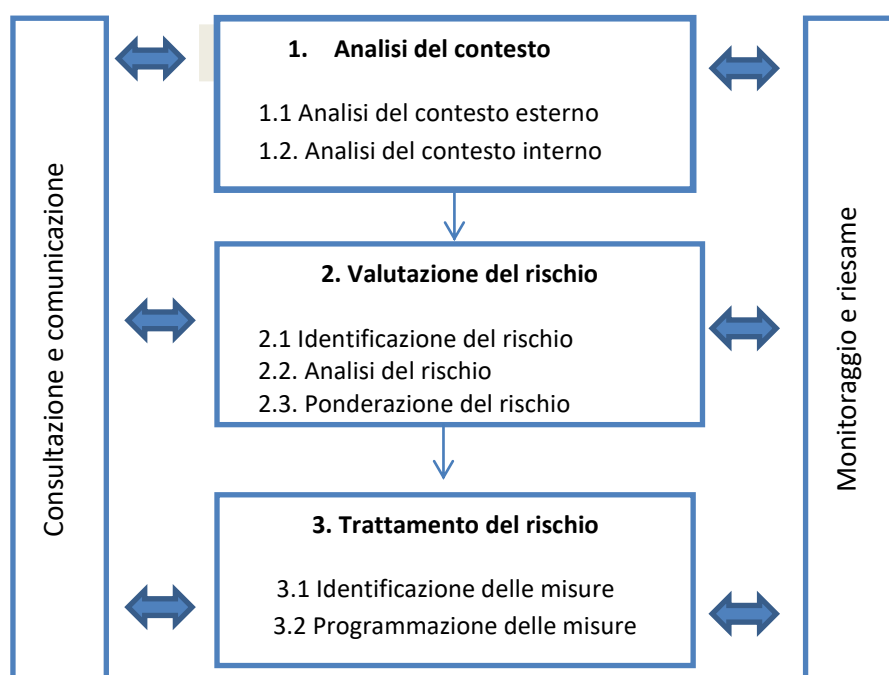 Consultazione e comunicazione
1. Analisi del contesto
1.1 Analisi del contesto esterno
1.2. Analisi del contesto interno
2. Valutazione del rischio
2.1 Identificazione del rischio
2.2. Analisi del rischio
2.3. Ponderazione del rischio
3. Trattamento del rischio
3.1 Identificazione delle misure
3.2 Programmazione delle misure
Monitoraggio e riesame